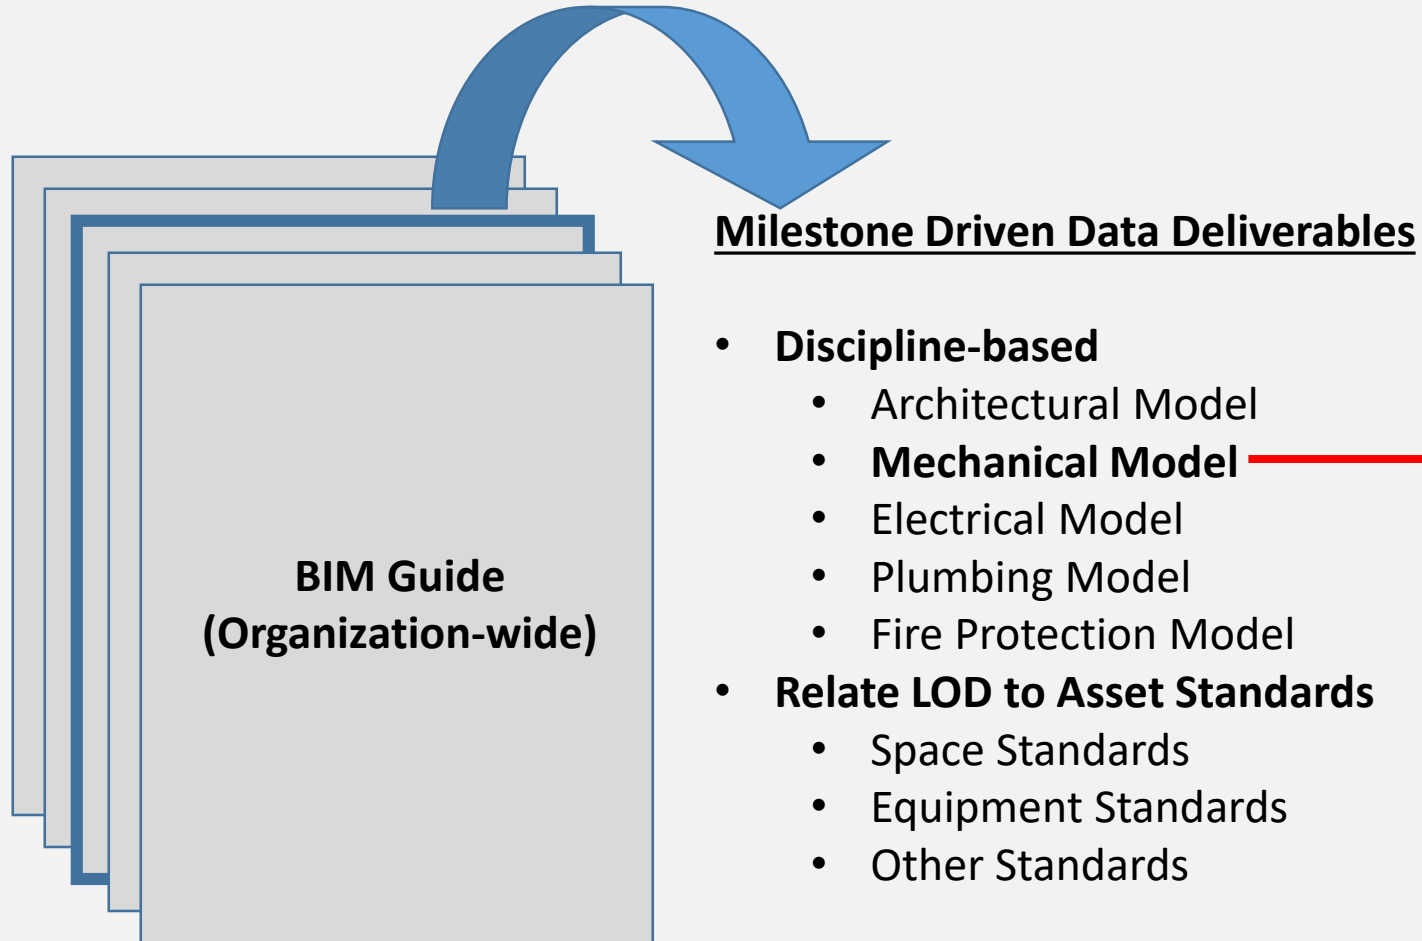 BIM Guide
(Organization-wide)
Milestone Driven Data Deliverables
• Discipline-based
• Architectural Model
• Mechanical Model
• Electrical Model
• Plumbing Model
• Fire Protection Model
• Relate LOD to Asset Standards
• Space Standards
• Equipment Standards
• Other Standards